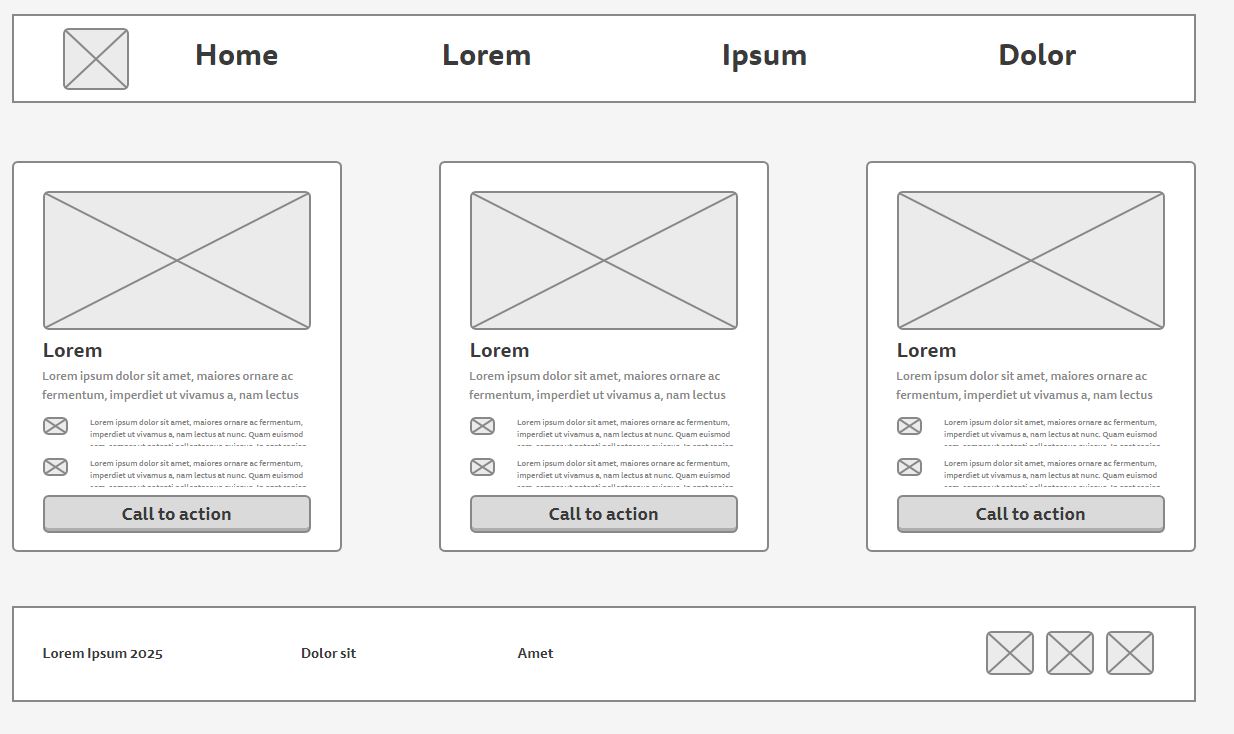 Home
Lorem
Ipsum
Dolor
Lorem
Lorem ipsum dolor sit amet, maiores ornare ac
fermentum, imperdiet ut vivamus a, nam lectus
Lorem ipsum dolor sit amet, maiores ornare ac fermentum,
imperdiet ut vivamus a, nam lectus at nunc. Quam euismod
Lorem ipsum dolor sit amet, maiores ornare ac fermentum,
imperdiet ut vivamus a, nam lectus at nunc. Quam euismod
Call to action
Lorem
Lorem ipsum dolor sit amet, maiores ornare ac
fermentum, imperdiet ut vivamus a, nam lectus
Lorem ipsum dolor sit amet, maiores ornare ac fermentum,
imperdiet ut vivamus a, nam lectus at nunc. Quam euismod
Lorem ipsum dolor sit amet, maiores ornare ac fermentum,
imperdiet ut vivamus a, nam lectus at nunc. Quam euismod
Call to action
Lorem
Lorem ipsum dolor sit amet, maiores ornare ac
fermentum, imperdiet ut vivamus a, nam lectus
Lorem ipsum dolor sit amet, maiores ornare ac fermentum,
imperdiet ut vivamus a, nam lectus at nunc. Quam euismod
Lorem ipsum dolor sit amet, maiores ornare ac fermentum,
imperdiet ut vivamus a, nam lectus at nunc. Quam euismod
Call to action
Lorem Ipsum 2025
Dolor sit
Amet